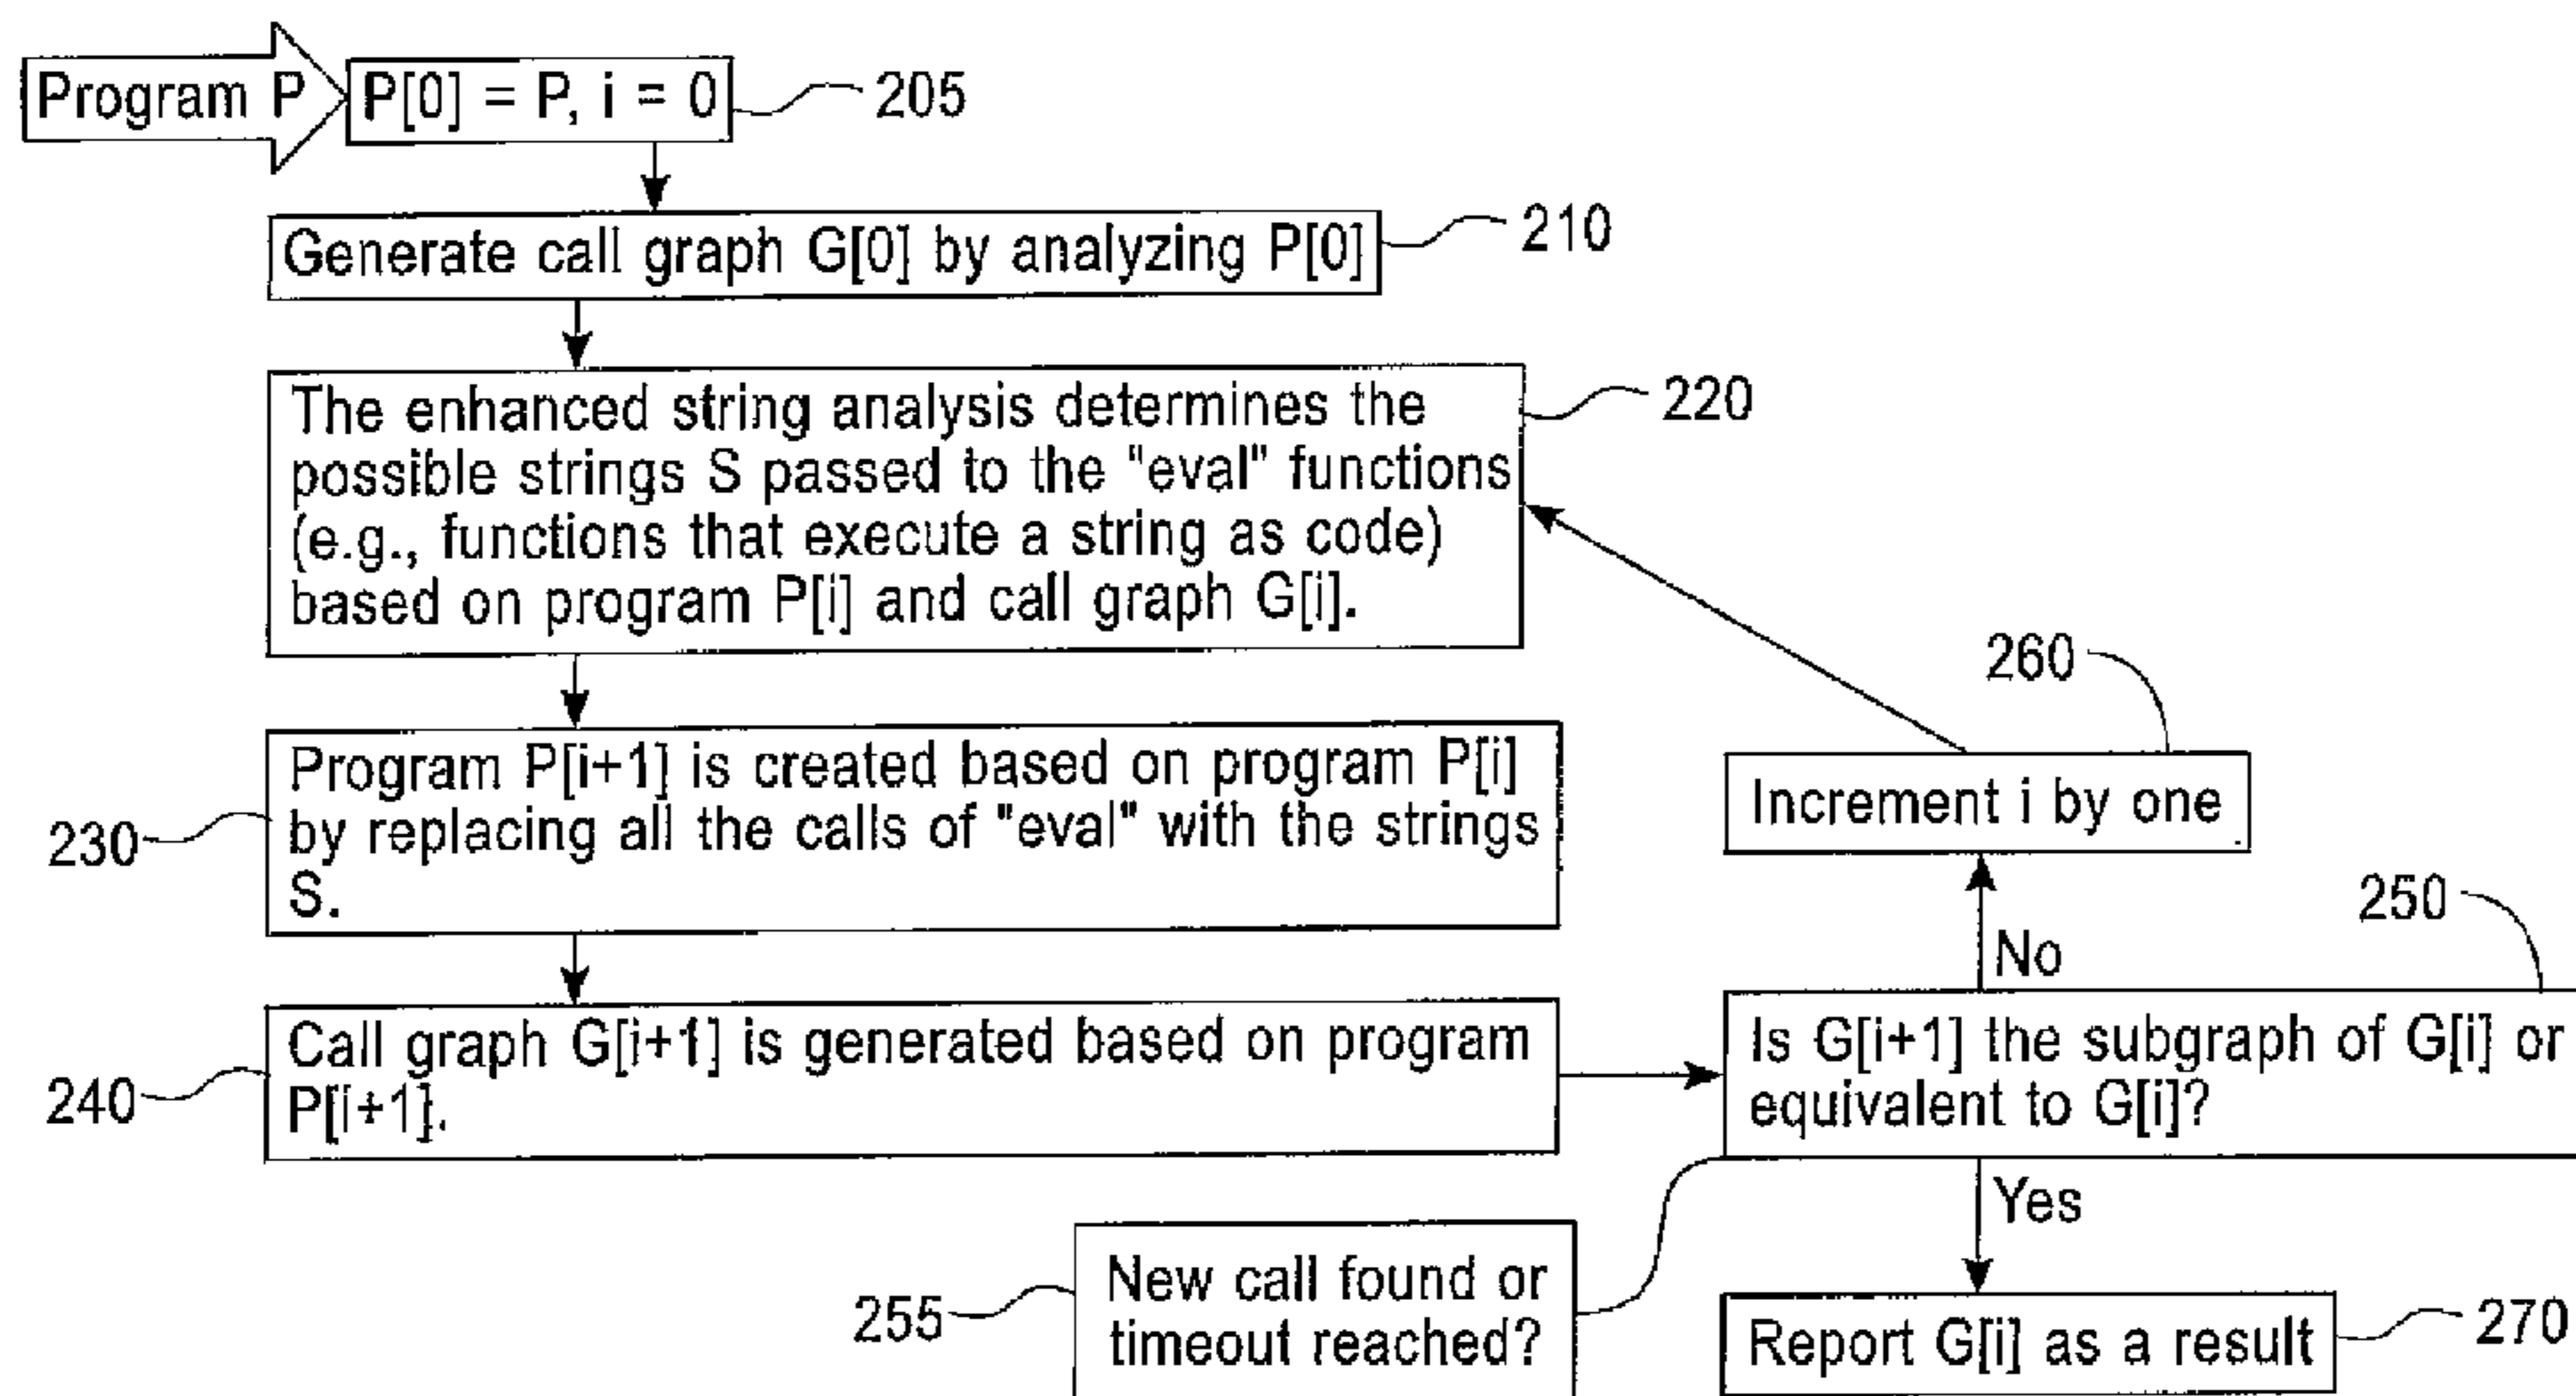 Program P
P[0] = P, i = 0
205
Generate call graph G[0] by analyzing P[0]
210
The enhanced string analysis determines the
possible strings S passed to the "eval" functions
(e.g., functions that execute a string as code)
based on program P[i] and call graph G[i].
220
Program P[i+1] is created based on program P[i]
by replacing all the calls of "eval" with the strings
S.
230
260
Increment i by one
250
No
Call graph G[i+1] is generated based on program
P[i+1].
240
Is G[i+1] the subgraph of G[i] or
equivalent to G[i]?
Yes
255
New call found or
timeout reached?
Report G[i] as a result
270